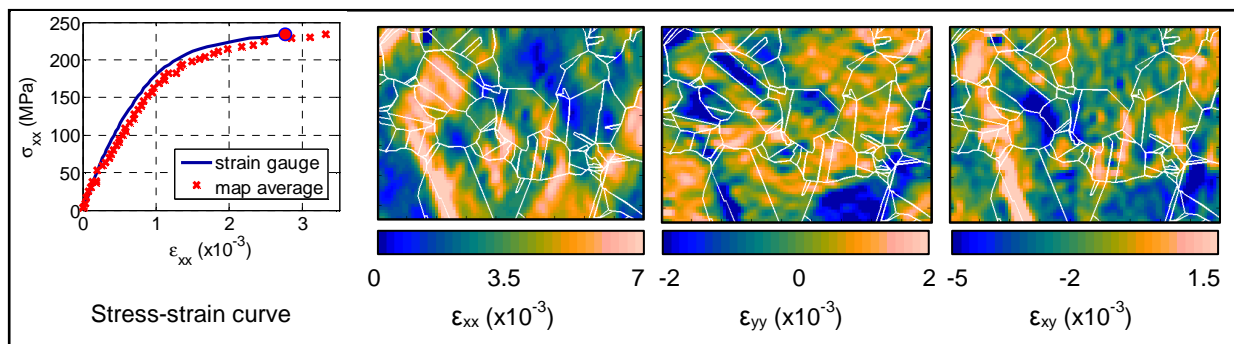 250
200
150
100
50
0
σxx (MPa)
strain gauge
map average
0 1 2 3
εxx (x10-3)
Stress-strain curve
0 3.5 7
εxx (x10-3)
-2 0 2
εyy (x10-3)
-5 -2 1.5
εxy (x10-3)